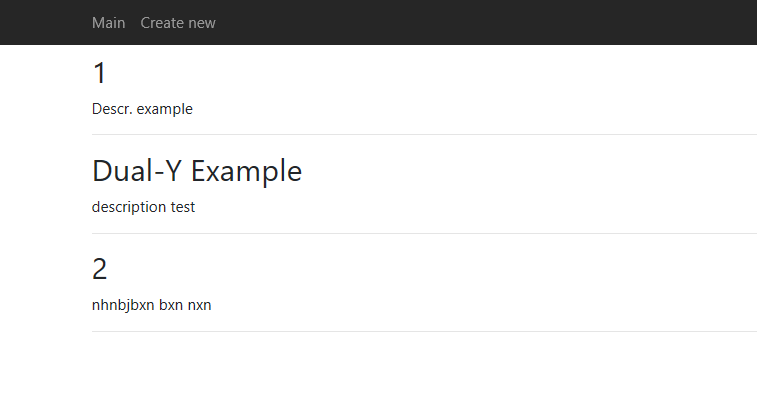 Main Create new
1
Descr. example
Dual-Y Example
description test
2
nhnbjbxn bxn nxn